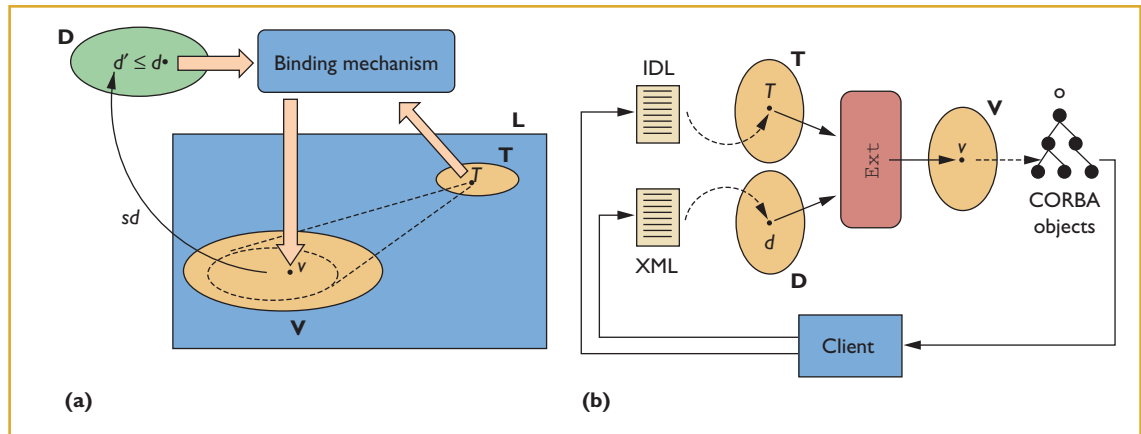 D
d′ ≤ d
Binding mechanism
L
T
T
sd
v
V
(a)
IDL
T
T
Ext
V
v
o
CORBA
objects
XML
d
D
Client
(b)